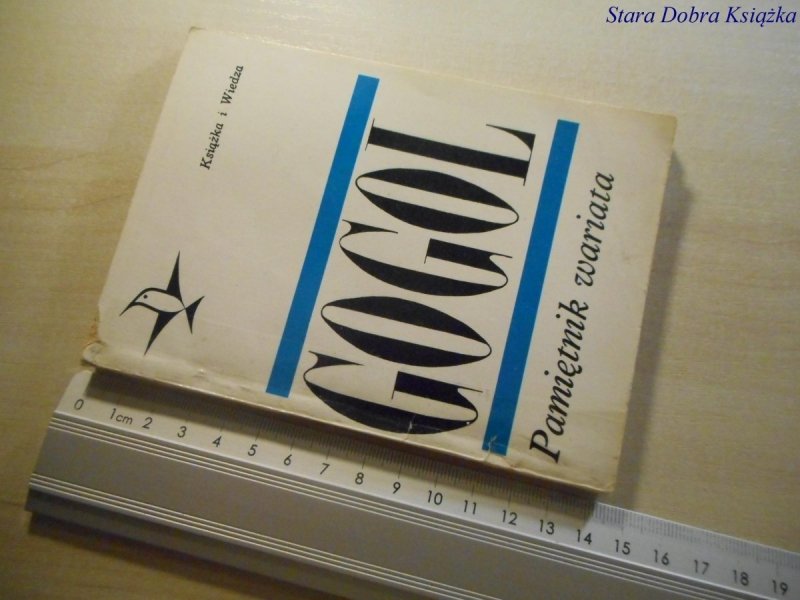 Stara Dobra Książka
Książka i Wiedza
GOGOL
Pamiętnik wariata
0 1cm 2 3 4 5 6 7 8 9 10 11 12 13 14 15 16 17 18 19